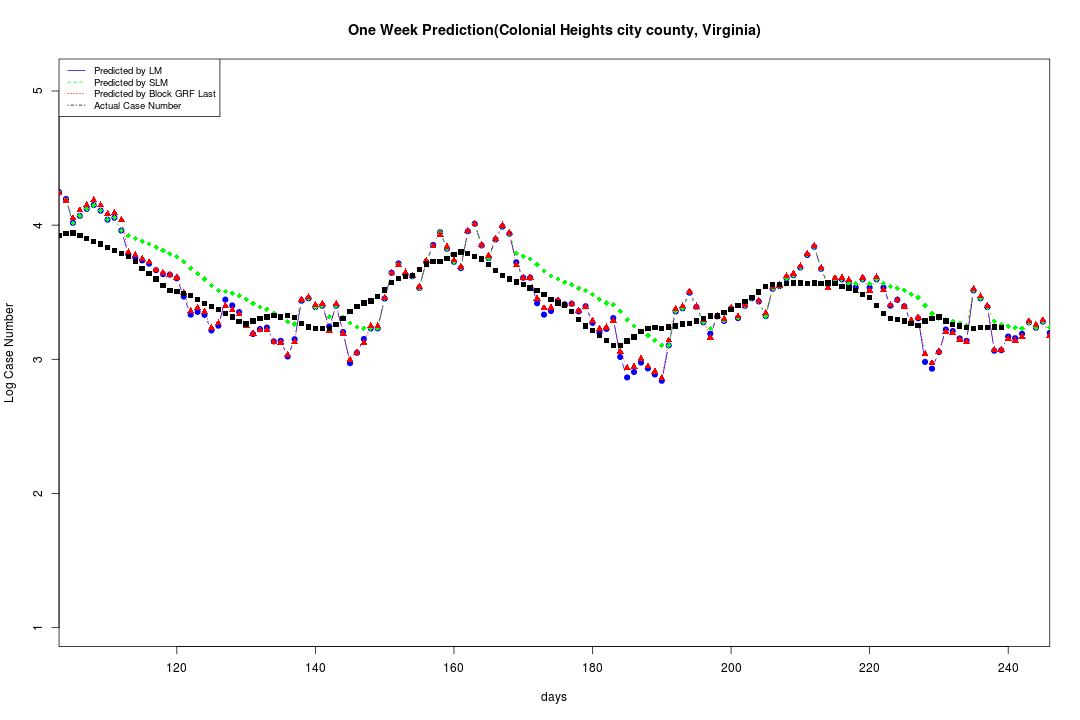 One Week Prediction(Colonial Heights city county, Virginia)
Predicted by LM
Predicted by SLM
Predicted by Block GRF Last
Actual Case Number
5
4
3
2
1
Log Case Number
120 140 160 180 200 220 240
days